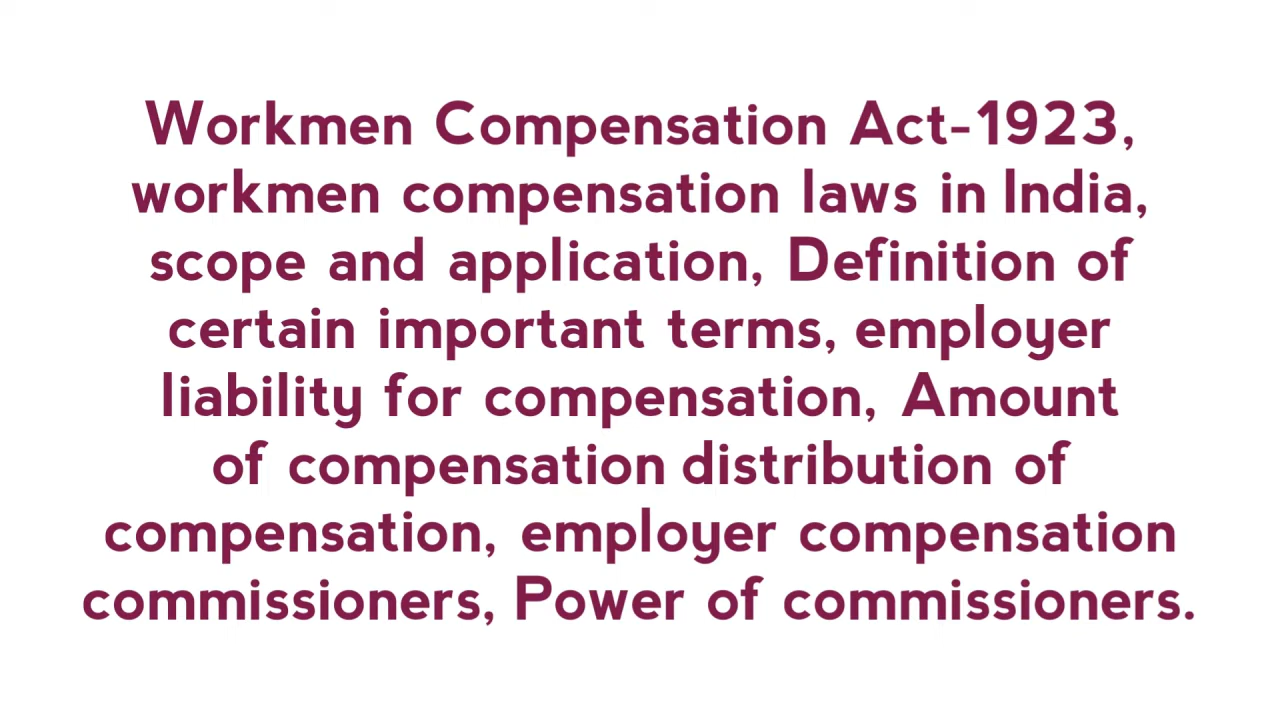 Workmen Compensation Act-1923,
workmen compensation laws in India,
scope and application, Definition of
certain important terms, employer
liability for compensation, Amount
of compensation distribution of
compensation, employer compensation
commissioners, Power of commissioners.